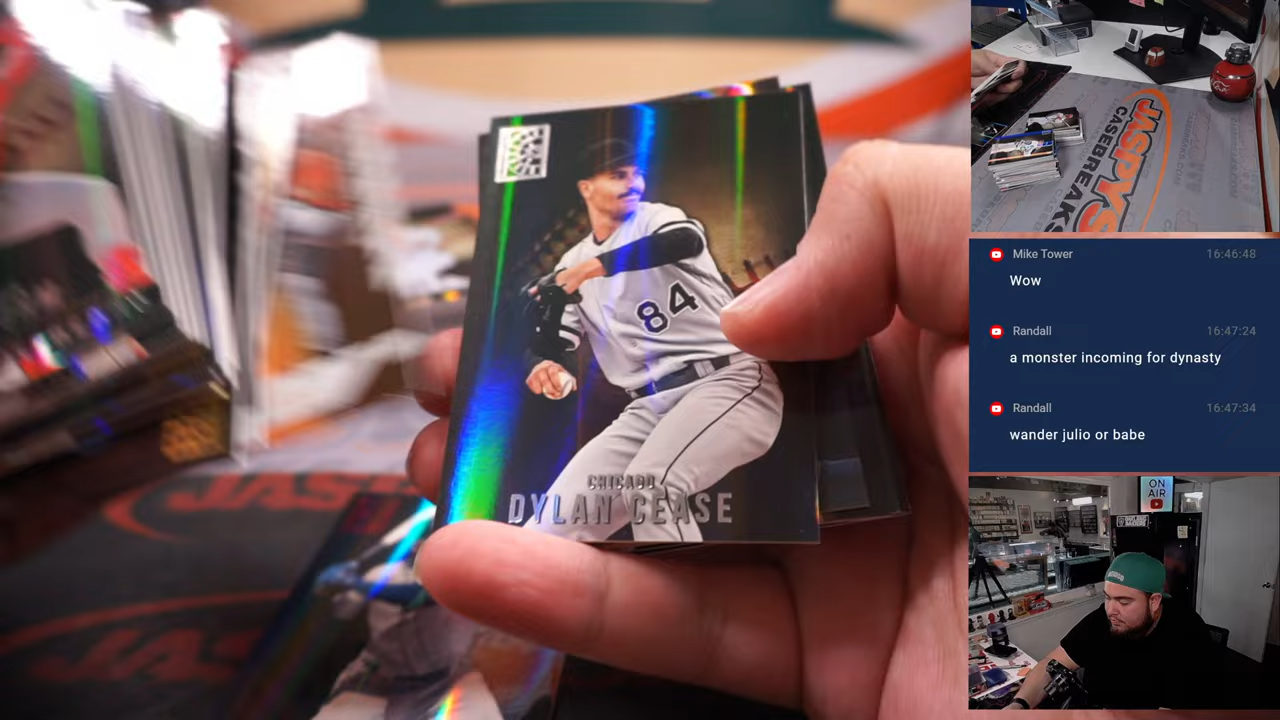 84
CHICAGO
DYLAN CEASE
JASPYS
CASEBREAKS
Mike Tower 16:46:48
Wow
Randall 16:47:24
a monster incoming for dynasty
Randall 16:47:34
wander julio or babe
ON
AIR